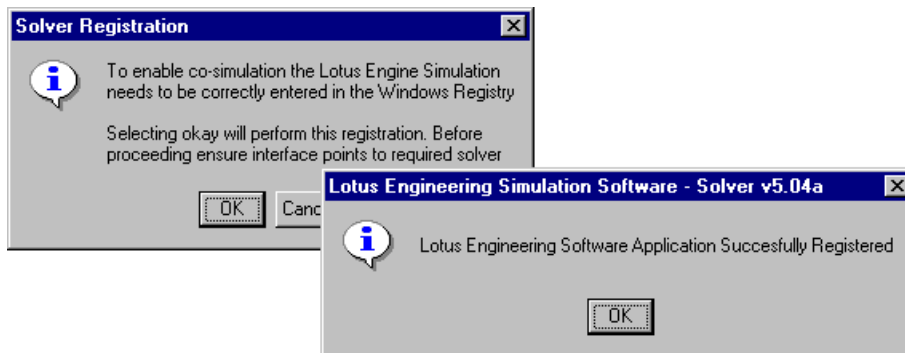 Solver Registration
To enable co-simulation the Lotus Engine Simulation
needs to be correctly entered in the Windows Registry
Selecting okay will perform this registration. Before
proceeding ensure interface points to required solver
OK
Canc
Lotus Engineering Simulation Software - Solver v5.04a
Lotus Engineering Software Application Succesfully Registered
OK